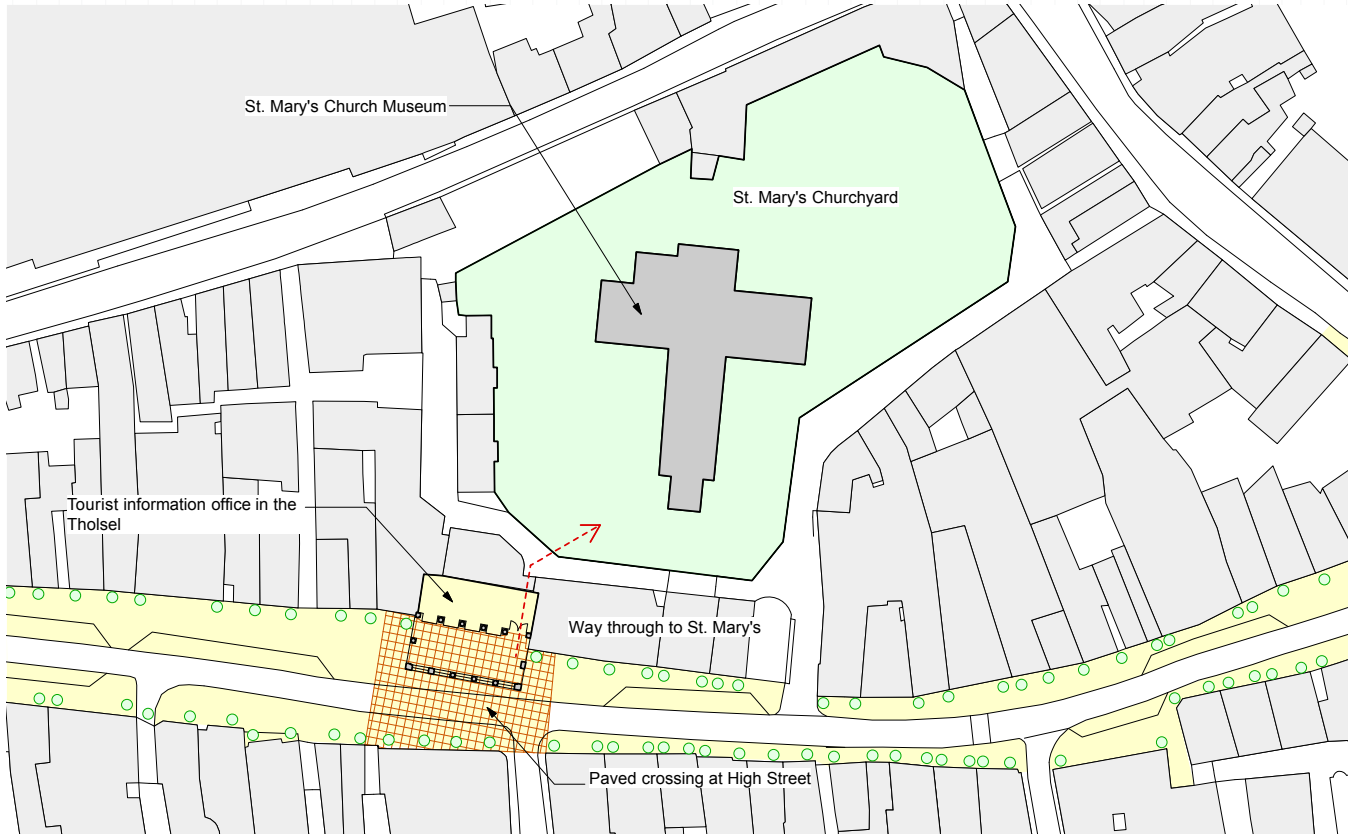 St. Mary's Church Museum
St. Mary's Churchyard
Tourist information office in the
Tholsel
Way through to St. Mary's
Paved crossing at High Street